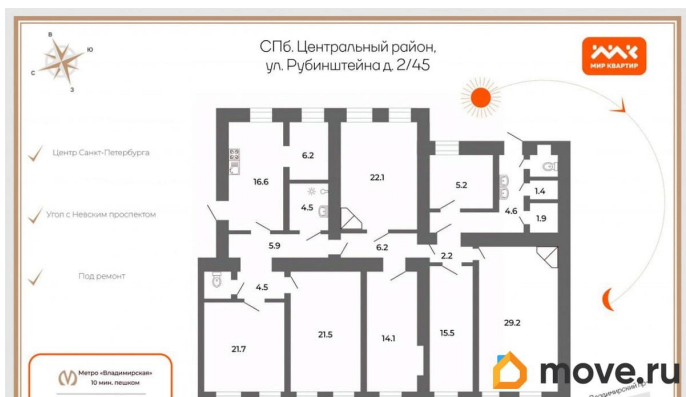 в
ю
с
з
СПб. Центральный район,
ул. Рубинштейна д. 2/45
МИР КВАРТИР
Центр Санкт-Петербурга
Угол с Невским проспектом
Под ремонт
Метро «Владимирская»
10 мин. пешком
16.6
6.2
22.1
4.5
5.2
1.4
4.6
1.9
5.9
6.2
2.2
4.5
21.7
21.5
14.1
15.5
29.2
move.ru
Владимирский пр